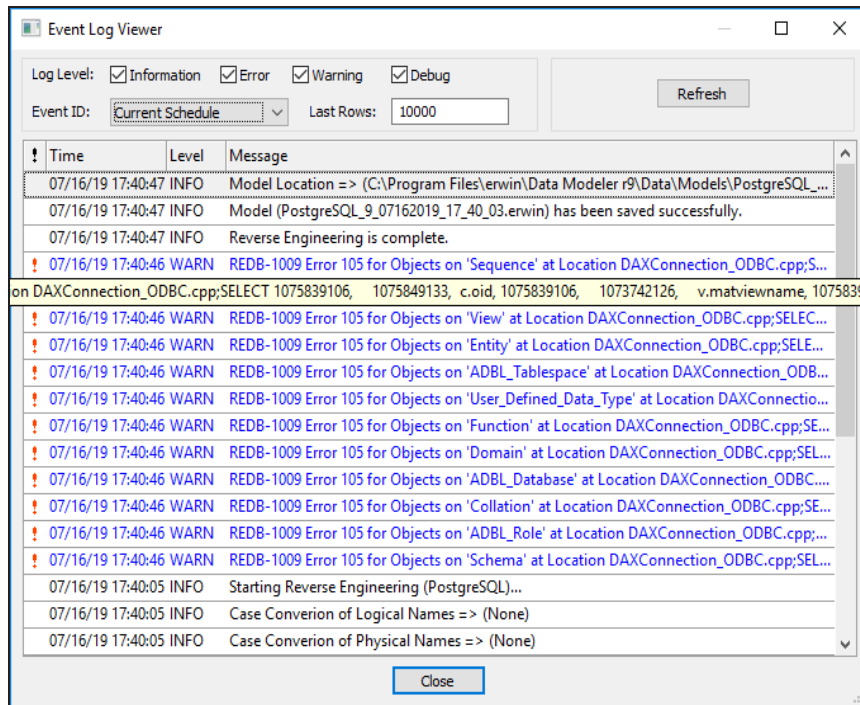 Event Log Viewer
Log Level: Information Error Warning Debug
Refresh
Event ID: Current Schedule Last Rows: 10000
! Time Level Message
07/16/19 17:40:47 INFO Model Location => (C:\Program Files\erwin\Data Modeler r9\Data\Models\PostgreSQL_...
07/16/19 17:40:47 INFO Model (PostgreSQL_9_07162019_17_40_03.erwin) has been saved successfully.
07/16/19 17:40:47 INFO Reverse Engineering is complete.
! 07/16/19 17:40:46 WARN REDB-1009 Error 105 for Objects on 'Sequence' at Location DAXConnection_ODBC.cpp;S...
on DAXConnection_ODBC.cpp;SELECT 1075839106, 1075849133, c.oid, 1075839106, 1073742126, v.matviewname, 107583
! 07/16/19 17:40:46 WARN REDB-1009 Error 105 for Objects on 'View' at Location DAXConnection_ODBC.cpp;SELEC...
! 07/16/19 17:40:46 WARN REDB-1009 Error 105 for Objects on 'Entity' at Location DAXConnection_ODBC.cpp;SELE...
! 07/16/19 17:40:46 WARN REDB-1009 Error 105 for Objects on 'ADBL_Tablespace' at Location DAXConnection_ODB...
! 07/16/19 17:40:46 WARN REDB-1009 Error 105 for Objects on 'User_Defined_Data_Type' at Location DAXConnectio...
! 07/16/19 17:40:46 WARN REDB-1009 Error 105 for Objects on 'Function' at Location DAXConnection_ODBC.cpp;SE...
! 07/16/19 17:40:46 WARN REDB-1009 Error 105 for Objects on 'Domain' at Location DAXConnection_ODBC.cpp;SEL...
! 07/16/19 17:40:46 WARN REDB-1009 Error 105 for Objects on 'ADBL_Database' at Location DAXConnection_ODBC....
! 07/16/19 17:40:46 WARN REDB-1009 Error 105 for Objects on 'Collation' at Location DAXConnection_ODBC.cpp;SE...
! 07/16/19 17:40:46 WARN REDB-1009 Error 105 for Objects on 'ADBL_Role' at Location DAXConnection_ODBC.cpp;...
! 07/16/19 17:40:46 WARN REDB-1009 Error 105 for Objects on 'Schema' at Location DAXConnection_ODBC.cpp;SEL...
07/16/19 17:40:05 INFO Starting Reverse Engineering (PostgreSQL)...
07/16/19 17:40:05 INFO Case Converion of Logical Names => (None)
07/16/19 17:40:05 INFO Case Converion of Physical Names => (None)
Close